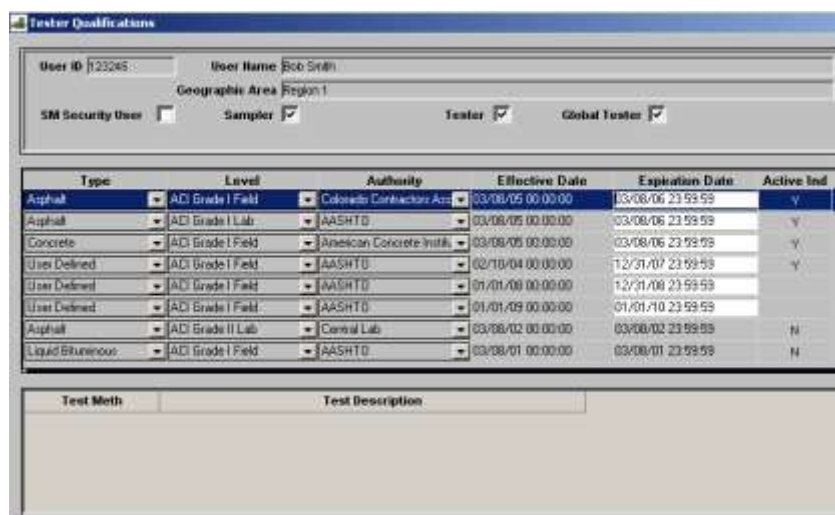 Tester Qualifications
User ID 123246 User Name Bob Smith
Geographic Area Region 1
SM Security User Sampler Tester Global Tester
Type Level Authority Effective Date Expiration Date Active Ind
Asphalt ACI Grade I Field Colorado Contractors Ass 03/08/05 00:00:00 03/08/06 23:59:59 Y
Asphalt ACI Grade I Lab AASHTO 03/08/05 00:00:00 03/08/06 23:59:59 Y
Concrete ACI Grade I Field American Concrete Institu 03/08/05 00:00:00 03/08/06 23:59:59 Y
User Defined ACI Grade I Field AASHTO 02/10/04 00:00:00 12/31/07 23:59:59 Y
User Defined ACI Grade I Field AASHTO 01/01/08 00:00:00 12/31/08 23:59:59
User Defined ACI Grade I Field AASHTO 01/01/09 00:00:00 01/01/10 23:59:59
Asphalt ACI Grade II Lab Central Lab 03/08/02 00:00:00 03/08/02 23:59:59 N
Liquid Bituminous ACI Grade I Field AASHTO 03/08/01 00:00:00 03/08/01 23:59:59 N
Test Meth Test Description